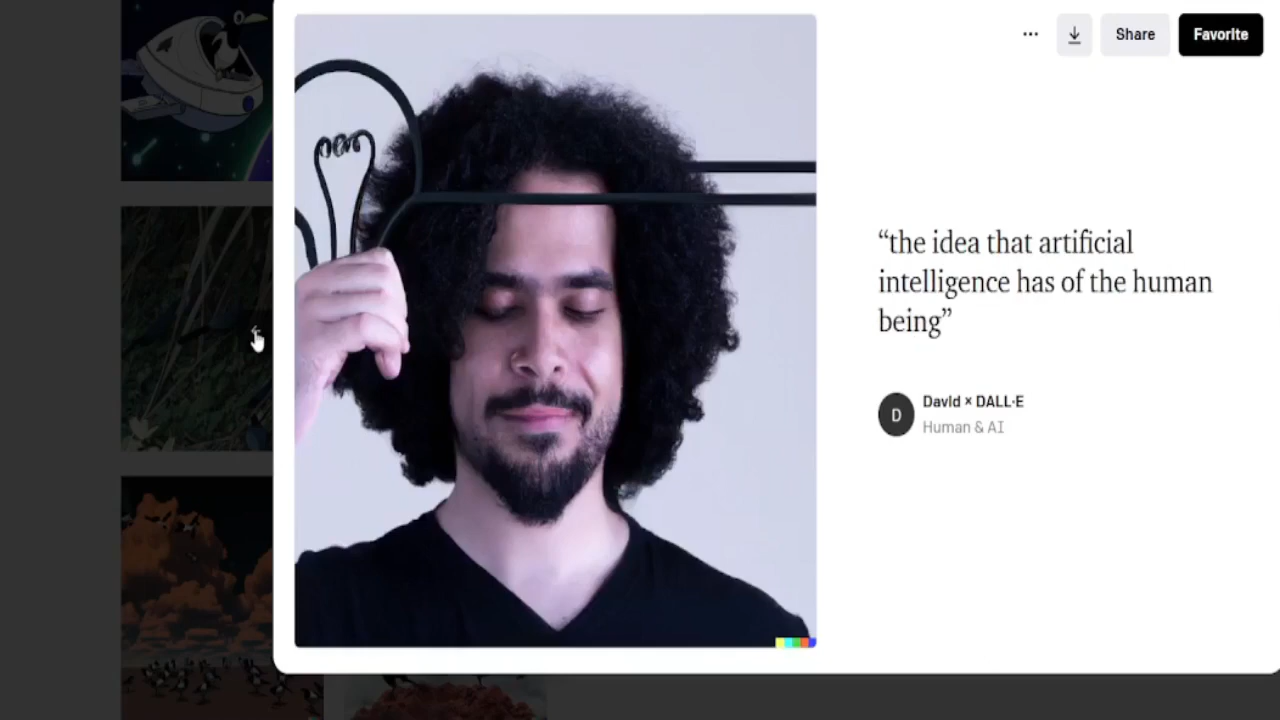 Share
Favorite
“the idea that artificial
intelligence has of the human
being”
D
David × DALL·E
Human & AI